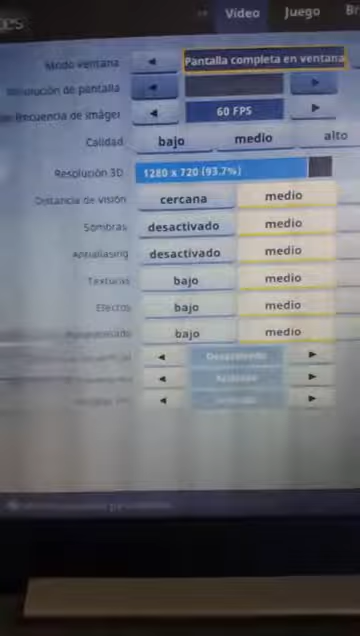 Video Juego
Modo ventana Pantalla completa en ventana
de pantalla
frecuencia de imágen 60 FPS
Calidad bajo medio alto
Resolución 3D 1280 x 720 (93.7%)
Distancia de visión cercana medio
Sombras desactivado medio
Antialiasing desactivado medio
Texturas bajo medio
Efectos bajo medio
bajo medio